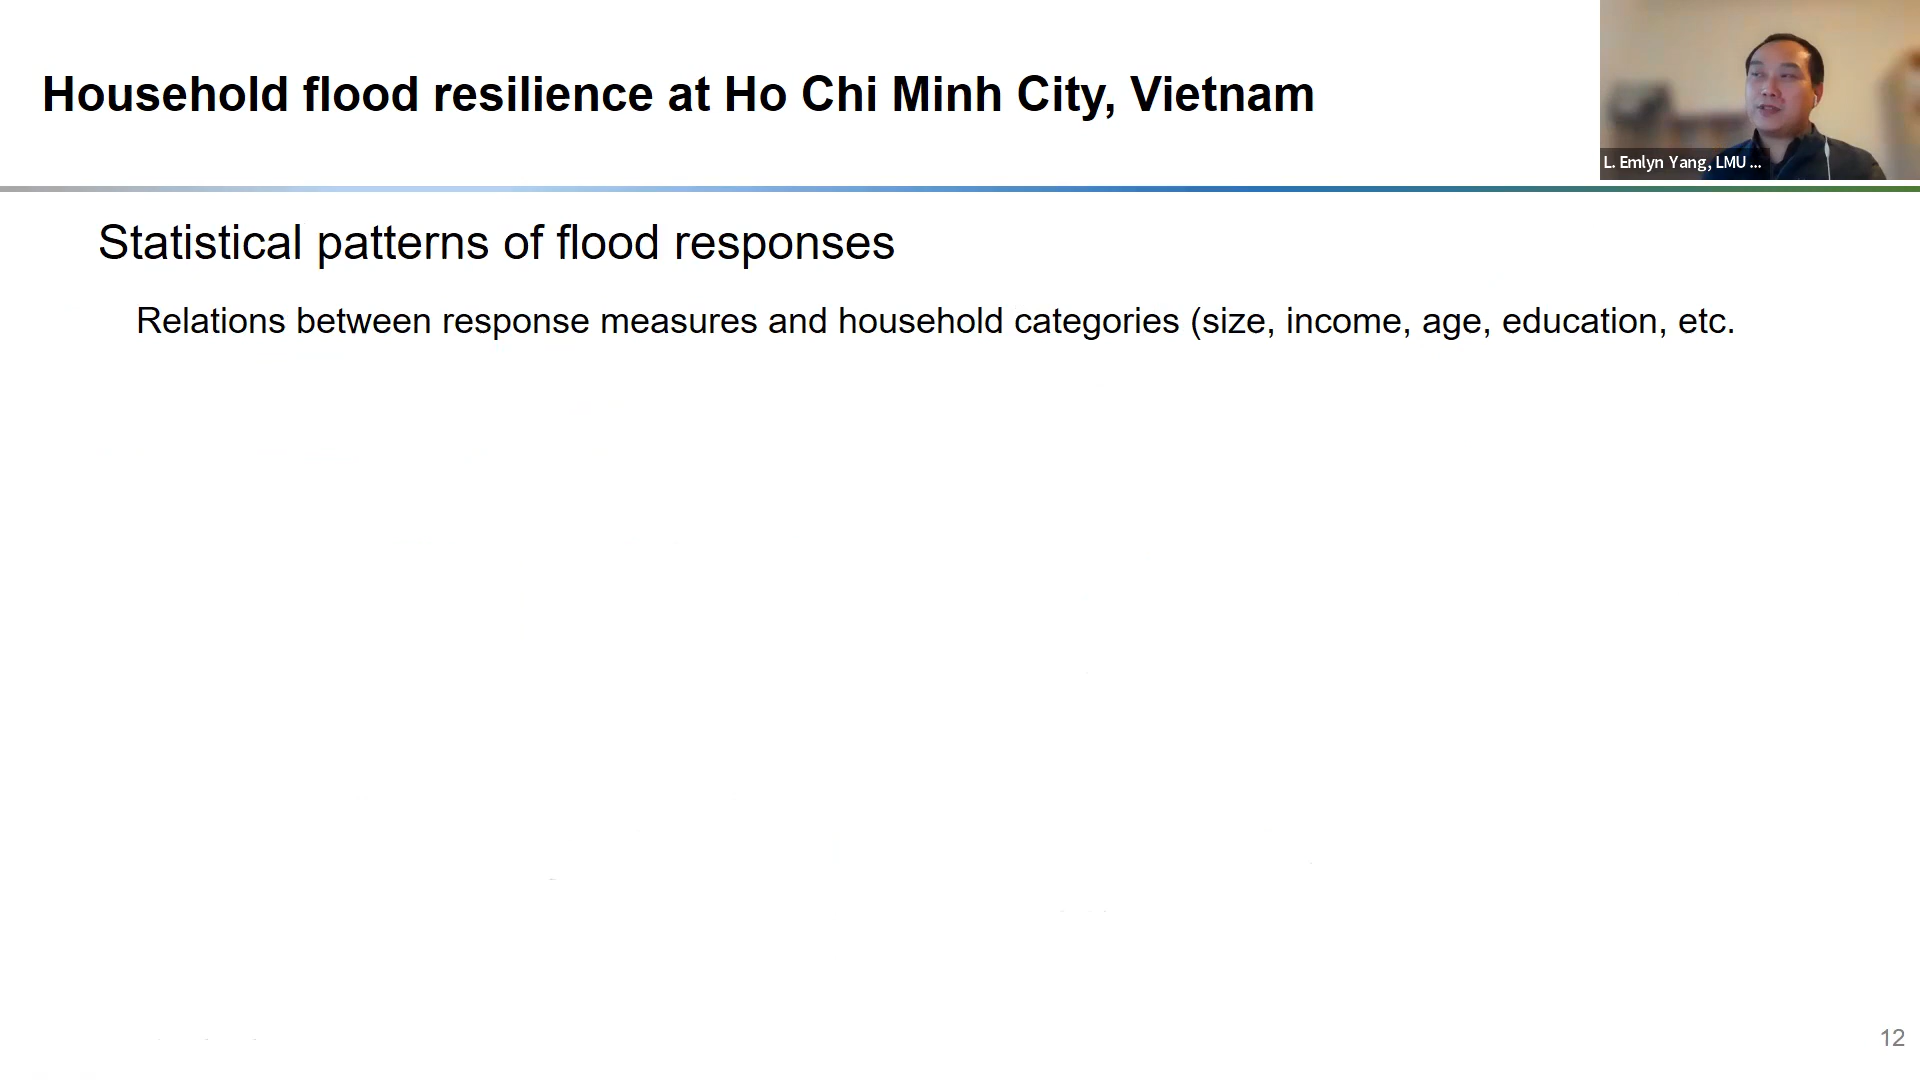 Household flood resilience at Ho Chi Minh City, Vietnam
L. Emlyn Yang, LMU ...
Statistical patterns of flood responses
Relations between response measures and household categories (size, income, age, education, etc.
12